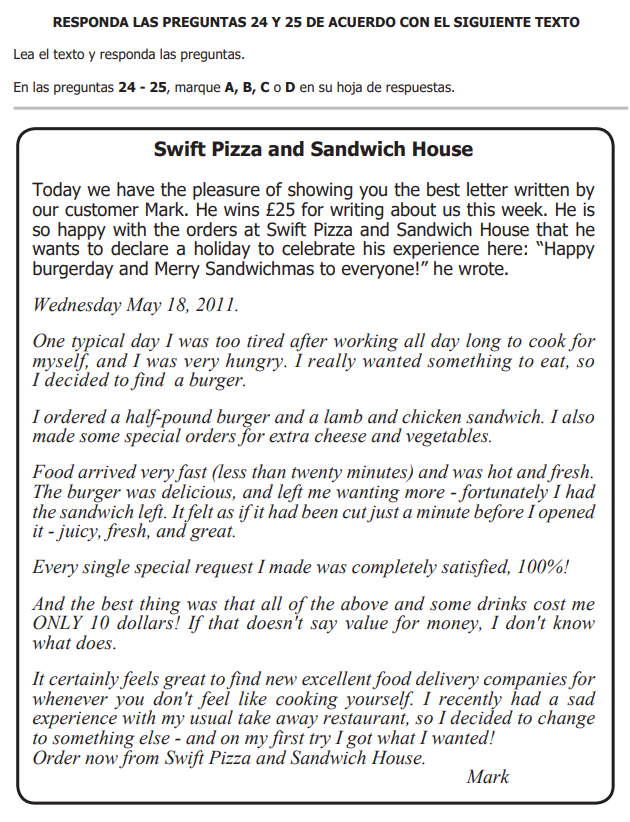 RESPONDA LAS PREGUNTAS 24 Y 25 DE ACUERDO CON EL SIGUIENTE TEXTO
Lea el texto y responda las preguntas.
En las preguntas 24 - 25, marque A, B, C o D en su hoja de respuestas.
Swift Pizza and Sandwich House
Today we have the pleasure of showing you the best letter written by
our customer Mark. He wins £25 for writing about us this week. He is
so happy with the orders at Swift Pizza and Sandwich House that he
wants to declare a holiday to celebrate his experience here: “Happy
burgerday and Merry Sandwichmas to everyone!” he wrote.
Wednesday May 18, 2011.
One typical day I was too tired after working all day long to cook for
myself, and I was very hungry. I really wanted something to eat, so
I decided to find a burger.
I ordered a half-pound burger and a lamb and chicken sandwich. I also
made some special orders for extra cheese and vegetables.
Food arrived very fast (less than twenty minutes) and was hot and fresh.
The burger was delicious, and left me wanting more - fortunately I had
the sandwich left. It felt as if it had been cut just a minute before I opened
it - juicy, fresh, and great.
Every single special request I made was completely satisfied, 100%!
And the best thing was that all of the above and some drinks cost me
ONLY 10 dollars! If that doesn't say value for money, I don't know
what does.
It certainly feels great to find new excellent food delivery companies for
whenever you don't feel like cooking yourself. I recently had a sad
experience with my usual take away restaurant, so I decided to change
to something else - and on my first try I got what I wanted!
Order now from Swift Pizza and Sandwich House.
Mark